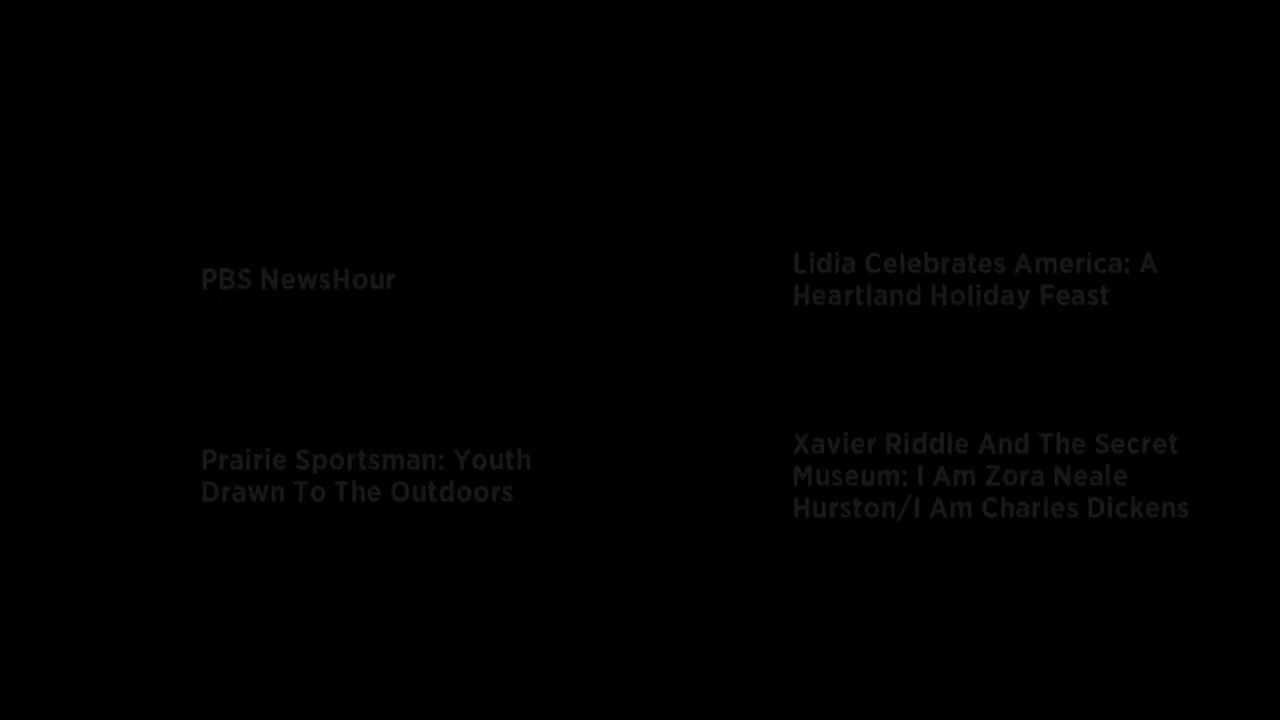 PBS NewsHour
Lidia Celebrates America: A
Heartland Holiday Feast
Prairie Sportsman: Youth
Drawn To The Outdoors
Xavier Riddle And The Secret
Museum: I Am Zora Neale
Hurston/I Am Charles Dickens